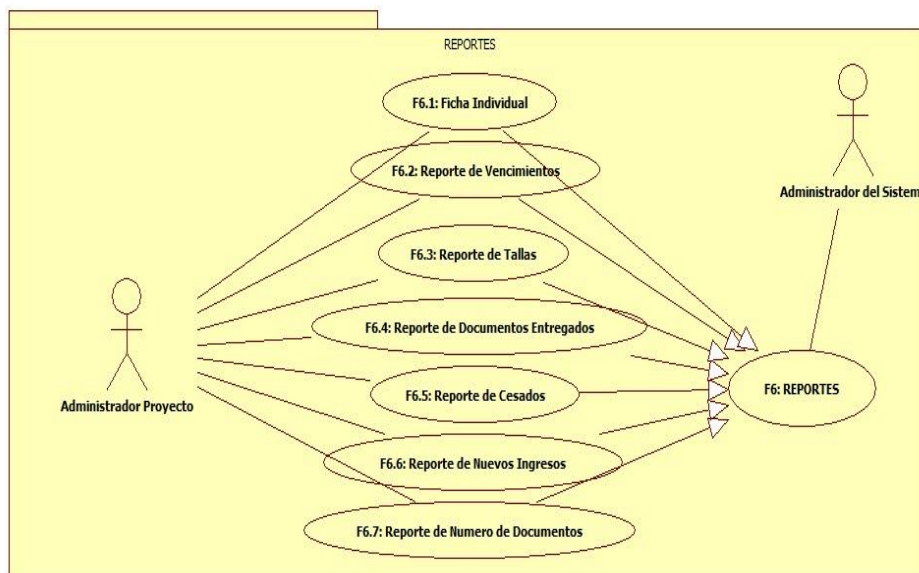 REPORTES
F6.1: Ficha Individual
F6.2: Reporte de Vencimientos
Administrador del Sistem
F6.3: Reporte de Tallas
F6.4: Reporte de Documentos Entregados
F6.5: Reporte de Cesados
F6: REPORTES
Administrador Proyecto
F6.6: Reporte de Nuevos Ingresos
F6.7: Reporte de Numero de Documentos